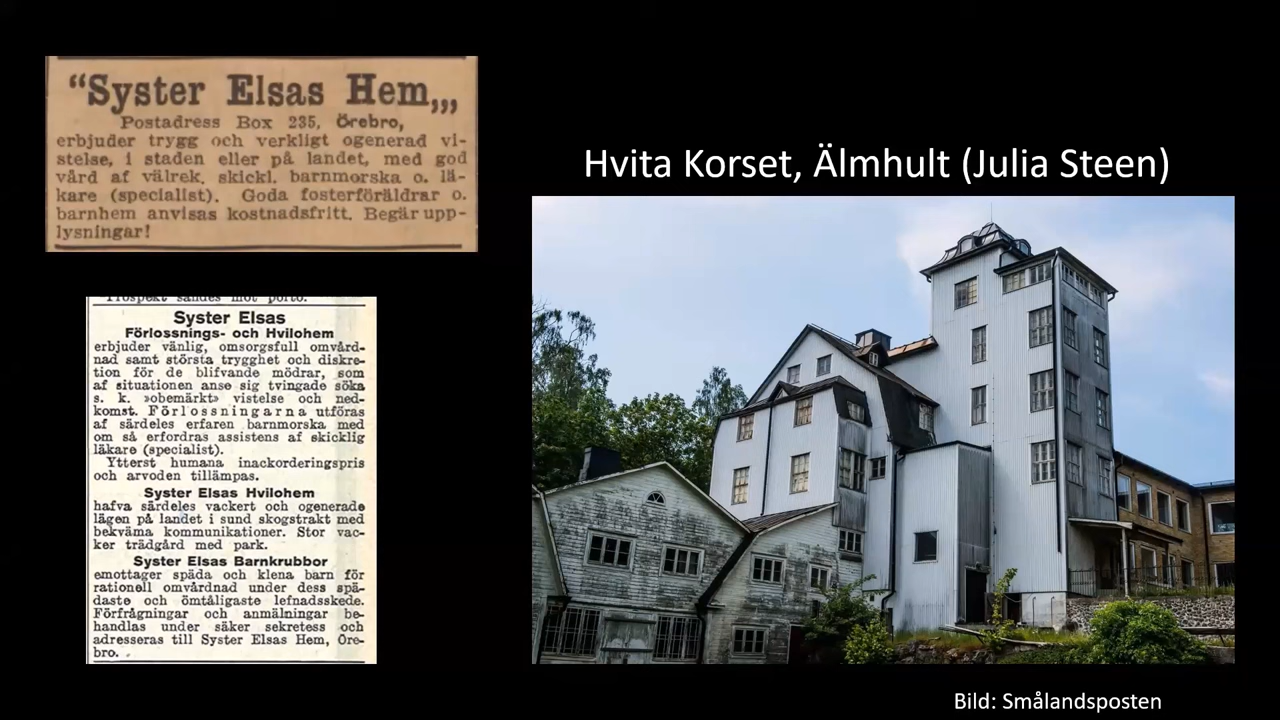 "Syster Elsas Hem„,
Postadress Box 235, Örebro,
erbjuder trygg och verkligt ogenerad vi-
stelse, i staden eller på landet, med god
vård af välrek. skickl. barnmorska o. lä-
kare (specialist). Goda fosterföräldrar o.
barnhem anvisas kostnadsfritt. Begär upp-
lysningar!
Prospekt sändes mot porto.
Syster Elsas
Förlossnings- och Hvilohem
erbjuder vänlig, omsorgsfull omvård-
nad samt största trygghet och diskre-
tion för de blifvande mödrar, som
af situationen anse sig tvingade söka
s. k. »obemärkt» vistelse och ned-
komst. Förlossningarna utföras
af särdeles erfaren barnmorska med
om så erfordras assistens af skicklig
läkare (specialist).
Ytterst humana inackorderingspris
och arvoden tillämpas.
Syster Elsas Hvilohem
hafva särdeles vackert och ogenerade
lägen på landet i sund skogstrakt med
bekväma kommunikationer. Stor vac-
ker trädgård med park.
Syster Elsas Barnkrubbor
emottager späda och klena barn för
rationell omvårdnad under dess spä-
daste och ömtåligaste lefnadsskede.
Förfrågningar och anmälningar be-
handlas under säker sekretess och
adresseras till Syster Elsas Hem, Öre-
bro.
Hvita Korset, Älmhult (Julia Steen)
Bild: Smålandsposten